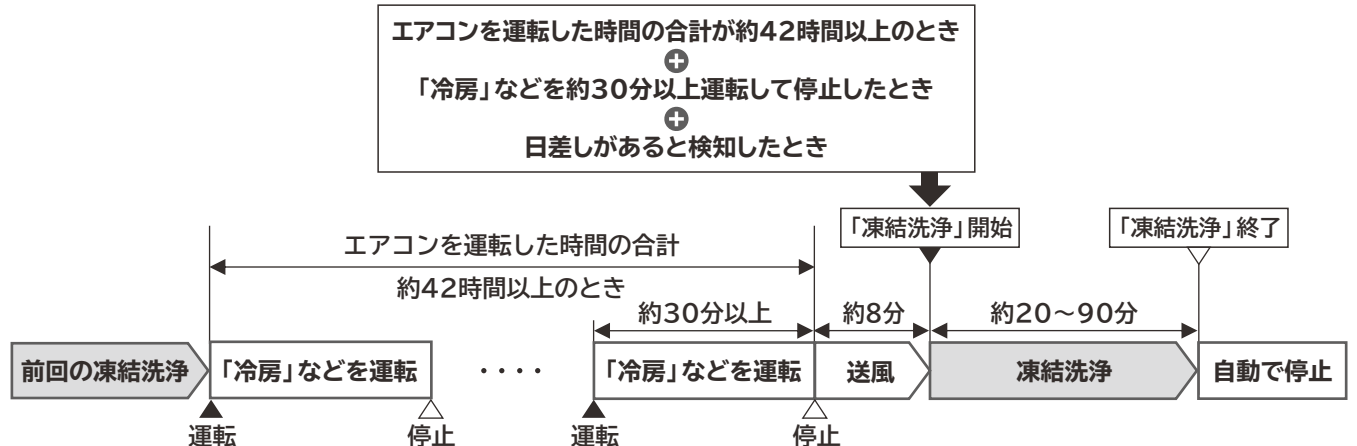 エアコンを運転した時間の合計が約42時間以上のとき
+
「冷房」などを約30分以上運転して停止したとき
+
日差しがあると検知したとき
「凍結洗浄」開始
「凍結洗浄」終了
エアコンを運転した時間の合計
約42時間以上のとき
約30分以上
約8分
約20～90分
前回の凍結洗浄
「冷房」などを運転
・・・・
「冷房」などを運転
送風
凍結洗浄
自動で停止
運転
停止
運転
停止